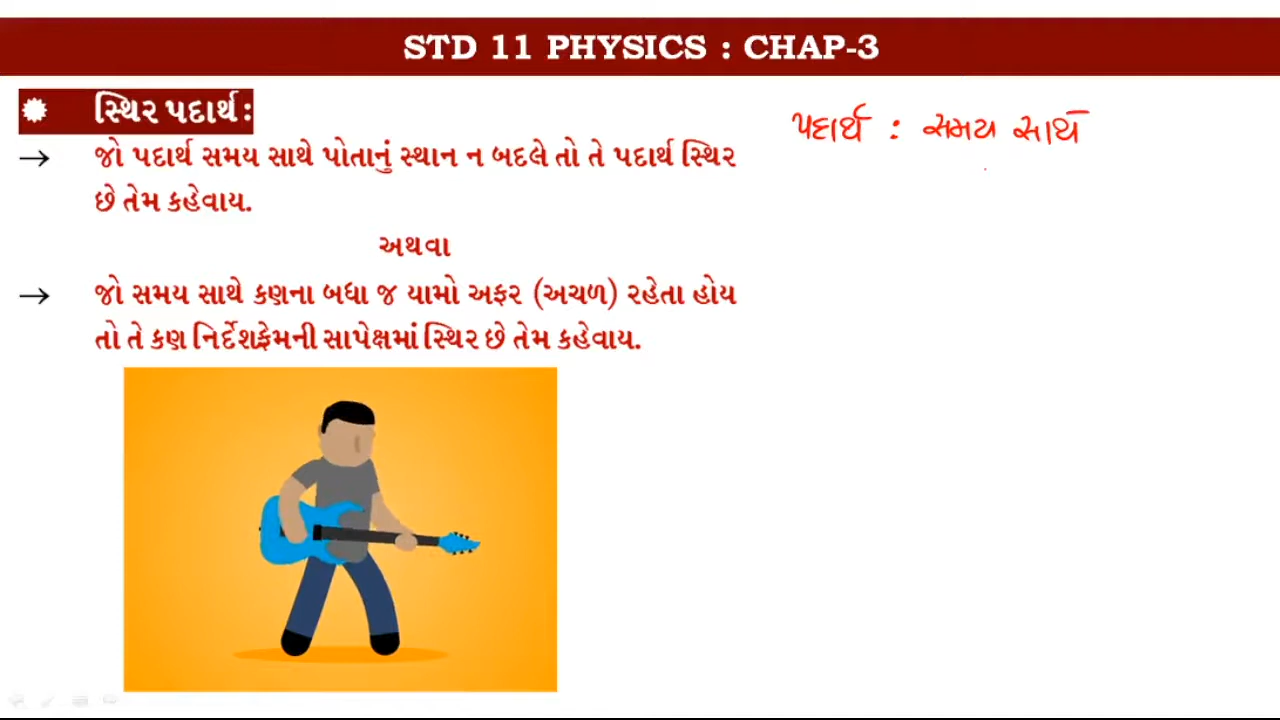 STD 11 PHYSICS : CHAP-3
સ્થિર પદાર્થ :
→ જો પદાર્થ સમય સાથે પોતાનું સ્થાન ન બદલે તો તે પદાર્થ સ્થિર
છે તેમ કહેવાય.
અથવા
→ જો સમય સાથે કણના બધા જ યામો અફર (અચળ) રહેતા હોય
તો તે કણ નિર્દેશફ્રેમની સાપેક્ષમાં સ્થિર છે તેમ કહેવાય.
પદાર્થ : સમય સાથે